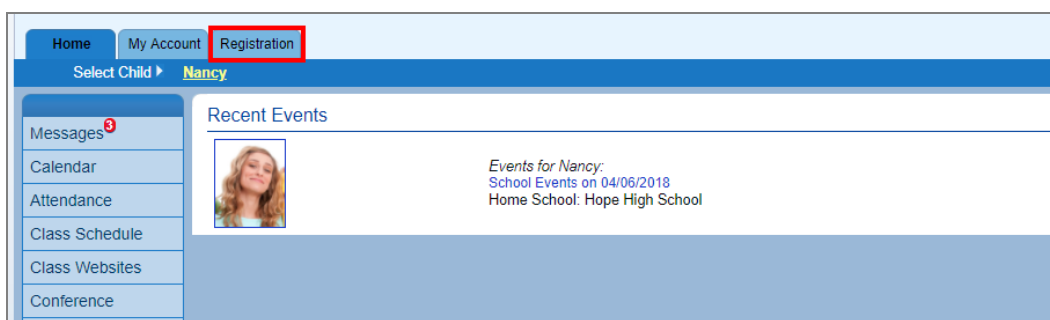 Home My Account Registration
Select Child Nancy
Messages 3
Calendar
Attendance
Class Schedule
Class Websites
Conference
Recent Events
Events for Nancy:
School Events on 04/06/2018
Home School: Hope High School